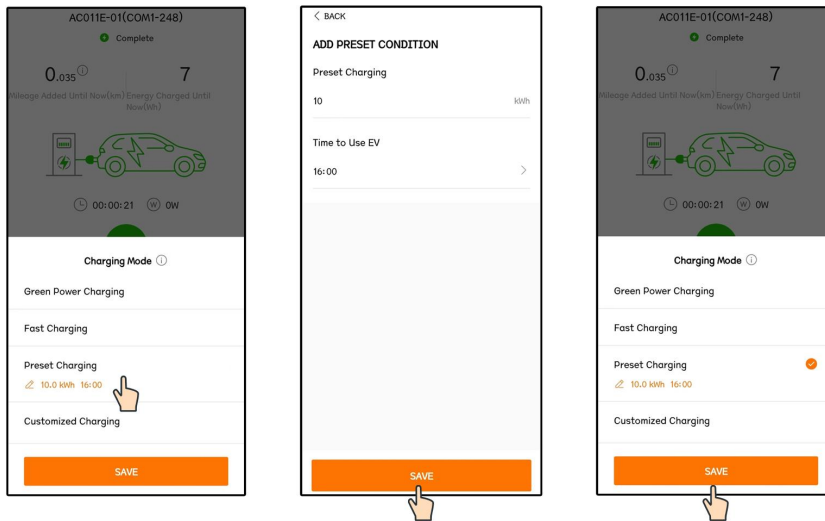 AC011E-01(COM1-248)
Complete
0.035
7
Mileage Added Until Now(km)
Energy Charged Until Now(Wh)
00:00:21
W
0W
Charging Mode
Green Power Charging
Fast Charging
Preset Charging
10.0 kWh 16:00
Customized Charging
SAVE
< BACK
ADD PRESET CONDITION
Preset Charging
10 kWh
Time to Use EV
16:00 >
SAVE
AC011E-01(COM1-248)
Complete
0.035
7
Mileage Added Until Now(km)
Energy Charged Until Now(Wh)
00:00:21
W
0W
Charging Mode
Green Power Charging
Fast Charging
Preset Charging
10.0 kWh 16:00
Customized Charging
SAVE